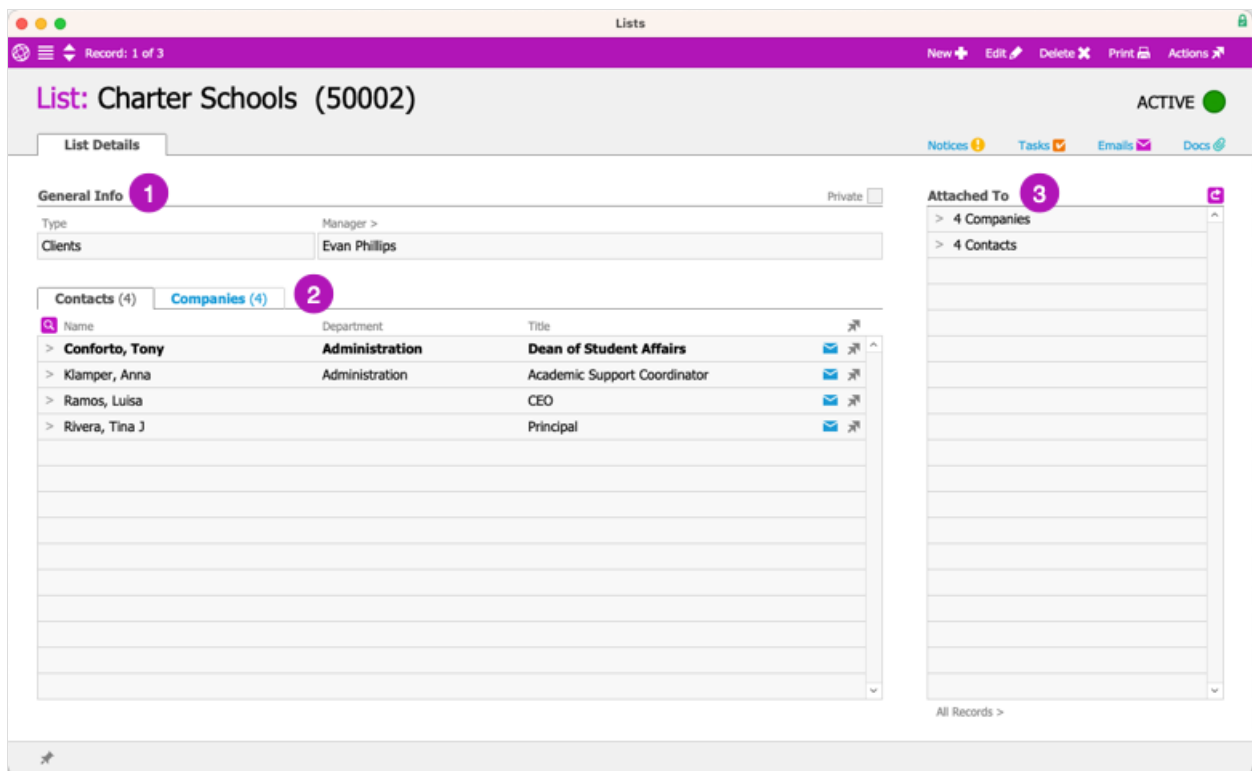 Lists
Record: 1 of 3 New Edit Delete Print Actions
List: Charter Schools (50002) ACTIVE
List Details Notices Tasks Emails Docs
General Info 1 Private Attached To 3
Type Manager > > 4 Companies
Clients Evan Phillips > 4 Contacts
Contacts (4) Companies (4) 2
Name Department Title
> Conforto, Tony Administration Dean of Student Affairs
> Klamper, Anna Administration Academic Support Coordinator
> Ramos, Luisa CEO
> Rivera, Tina J Principal
All Records >